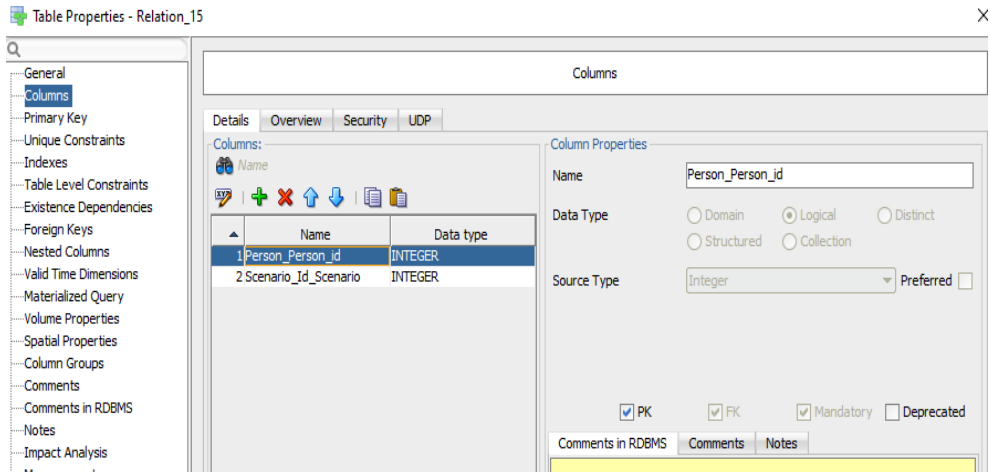 Table Properties - Relation_15
General
Columns
Primary Key
Unique Constraints
Indexes
Table Level Constraints
Existence Dependencies
Foreign Keys
Nested Columns
Valid Time Dimensions
Materialized Query
Volume Properties
Spatial Properties
Column Groups
Comments
Comments in RDBMS
Notes
Impact Analysis
Columns
Details Overview Security UDP
Columns:
Name
Name Data type
1 Person_Person_id INTEGER
2 Scenario_Id_Scenario INTEGER
Column Properties
Name Person_Person_id
Data Type Domain Logical Distinct
Structured Collection
Source Type Integer Preferred
PK FK Mandatory Deprecated
Comments in RDBMS Comments Notes